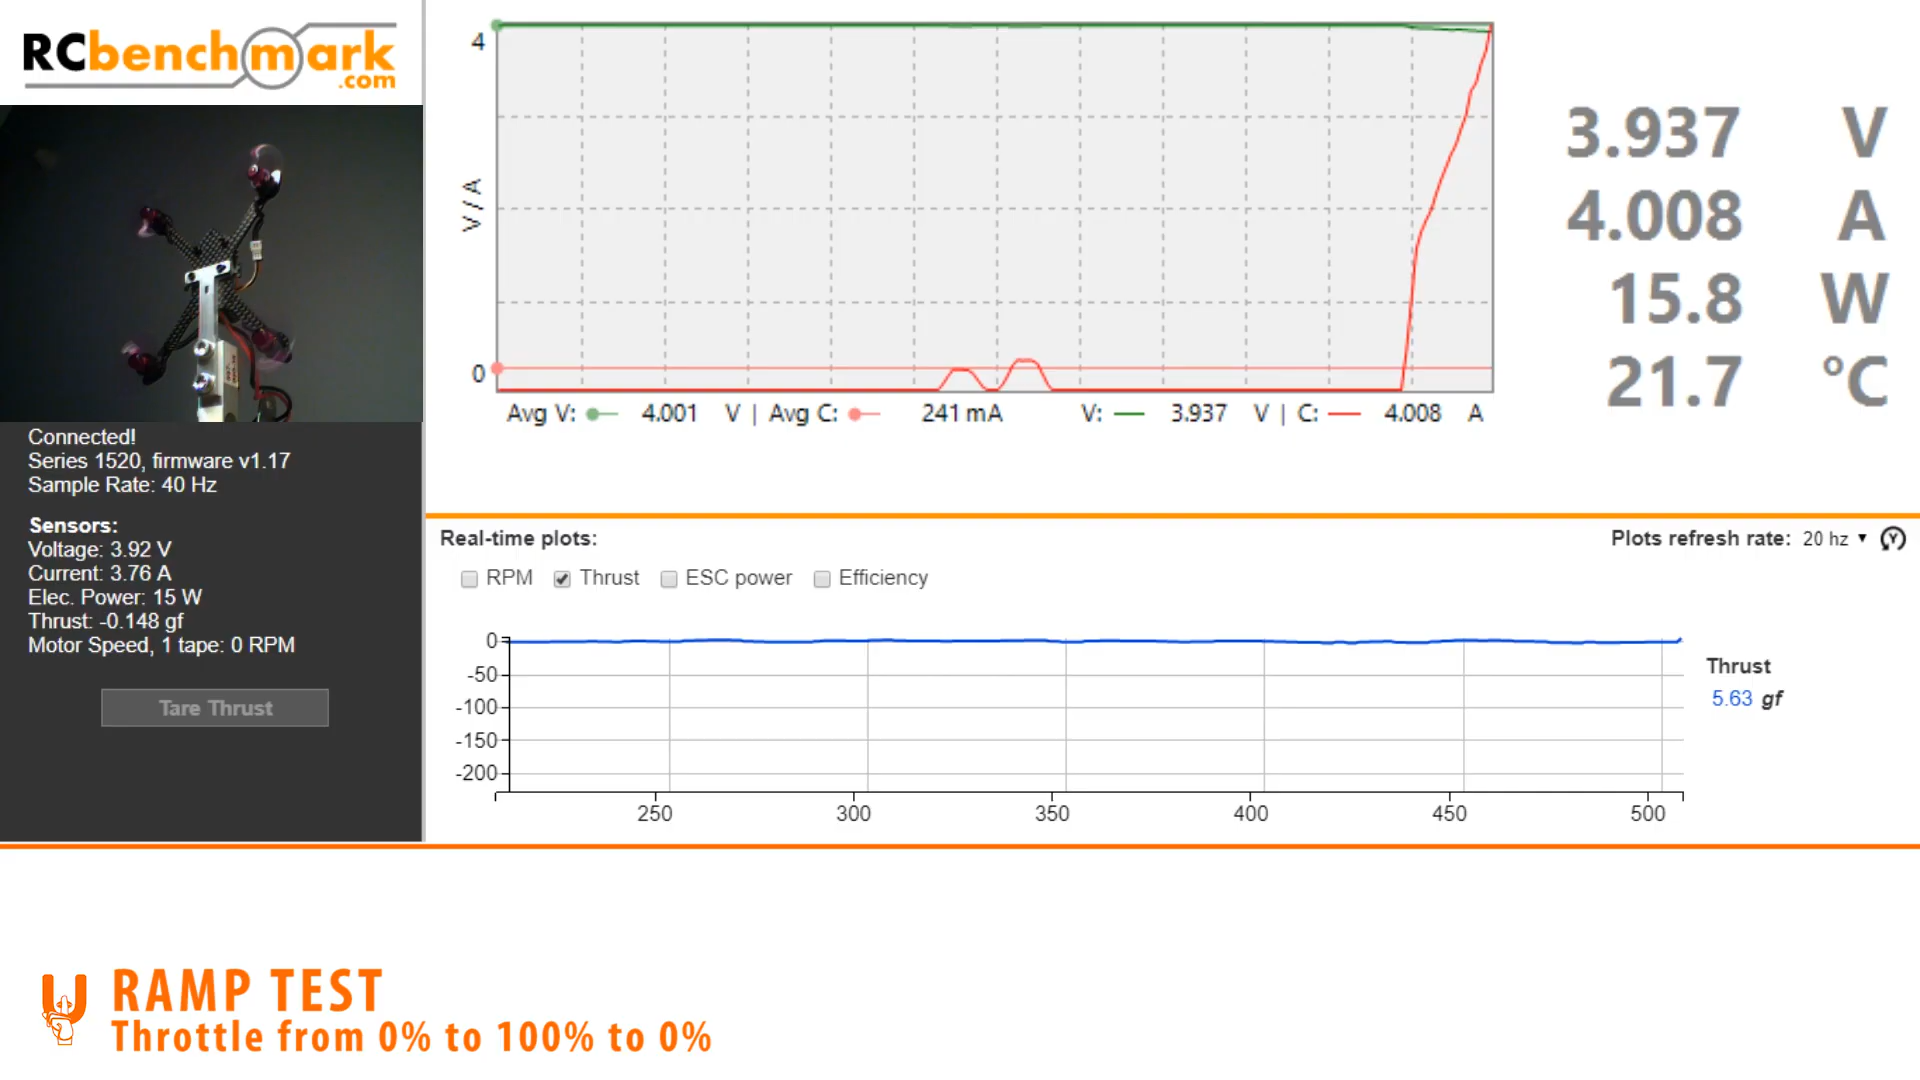 RCbenchmark
.com
Connected!
Series 1520, firmware v1.17
Sample Rate: 40 Hz
Sensors:
Voltage: 3.92 V
Current: 3.76 A
Elec. Power: 15 W
Thrust: -0.148 gf
Motor Speed, 1 tape: 0 RPM
Tare Thrust
4
V / A
0
Avg V: 4.001 V | Avg C: 241 mA V: 3.937 V | C: 4.008 A
3.937 V
4.008 A
15.8 W
21.7 °C
Real-time plots:
Plots refresh rate: 20 hz
RPM Thrust ESC power Efficiency
0
-50
-100
-150
-200
250 300 350 400 450 500
Thrust
5.63 gf
RAMP TEST
Throttle from 0% to 100% to 0%